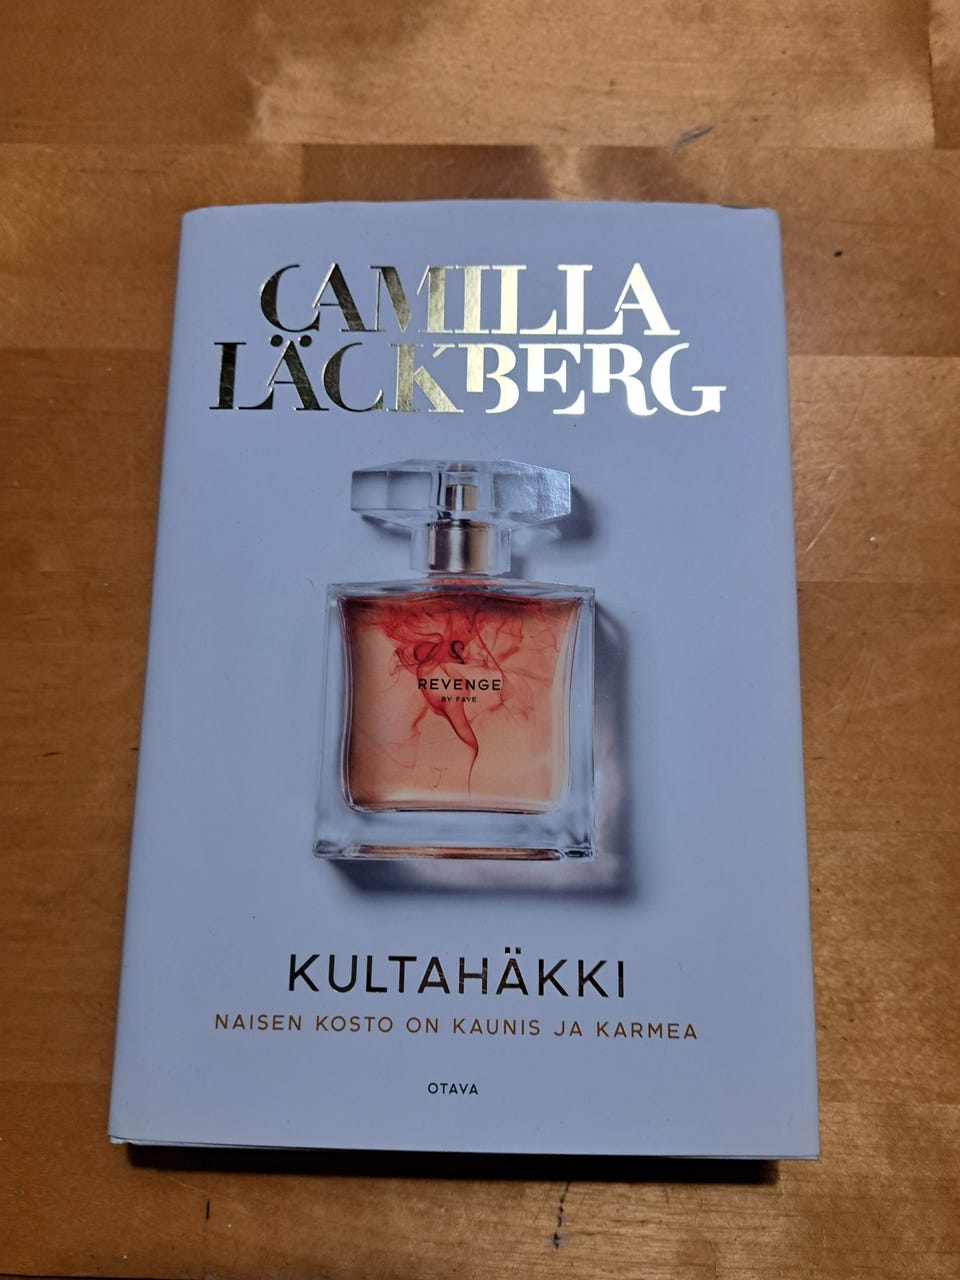 CAMILLA
LÄCKBERG
REVENGE
BY FAYE
KULTAHÄKKI
NAISEN KOSTO ON KAUNIS JA KARMEA
OTAVA